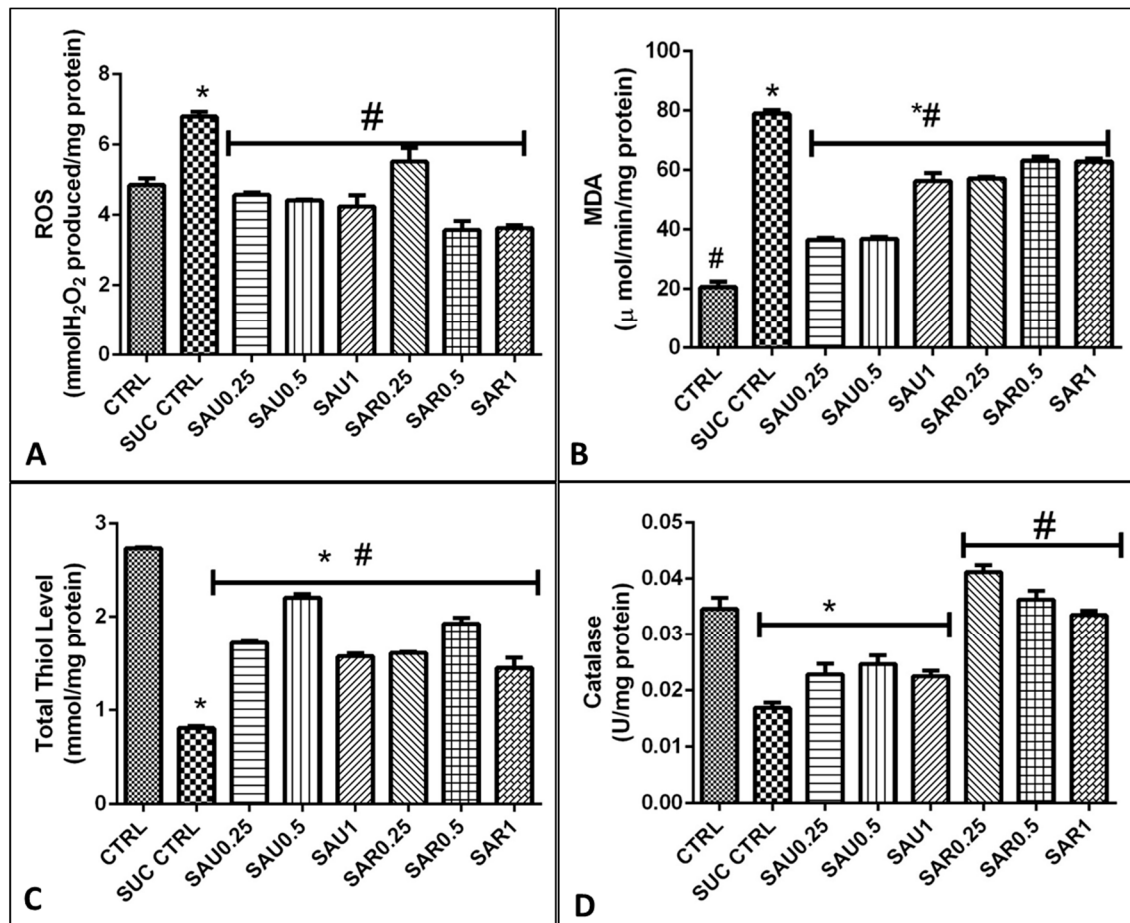 8
6
4
2
0
ROS
(mmolH₂O₂ produced/mg protein)
*
#
CTRL
SUC CTRL
SAU0.25
SAU0.5
SAU1
SAR0.25
SAR0.5
SAR1
A
100
80
60
40
20
0
MDA
(μ mol/min/mg protein)
#
*
*#
CTRL
SUC CTRL
SAU0.25
SAU0.5
SAU1
SAR0.25
SAR0.5
SAR1
B
3
2
1
0
Total Thiol Level
(mmol/mg protein)
*
* #
CTRL
SUC CTRL
SAU0.25
SAU0.5
SAU1
SAR0.25
SAR0.5
SAR1
C
0.05
0.04
0.03
0.02
0.01
0.00
Catalase
(U/mg protein)
*
#
CTRL
SUC CTRL
SAU0.25
SAU0.5
SAU1
SAR0.25
SAR0.5
SAR1
D